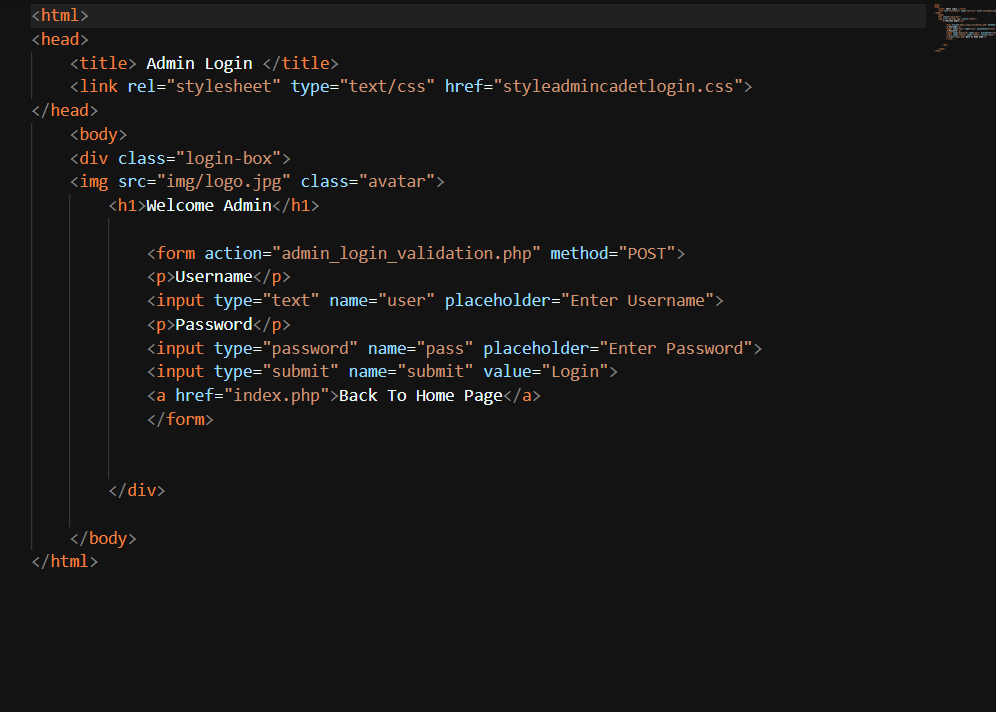 <html>
<head>
<title> Admin Login </title>
<link rel="stylesheet" type="text/css" href="styleadmincadetlogin.css">
</head>
<body>
<div class="login-box">
<img src="img/logo.jpg" class="avatar">
<h1>Welcome Admin</h1>
<form action="admin_login_validation.php" method="POST">
<p>Username</p>
<input type="text" name="user" placeholder="Enter Username">
<p>Password</p>
<input type="password" name="pass" placeholder="Enter Password">
<input type="submit" name="submit" value="Login">
<a href="index.php">Back To Home Page</a>
</form>
</div>
</body>
</html>